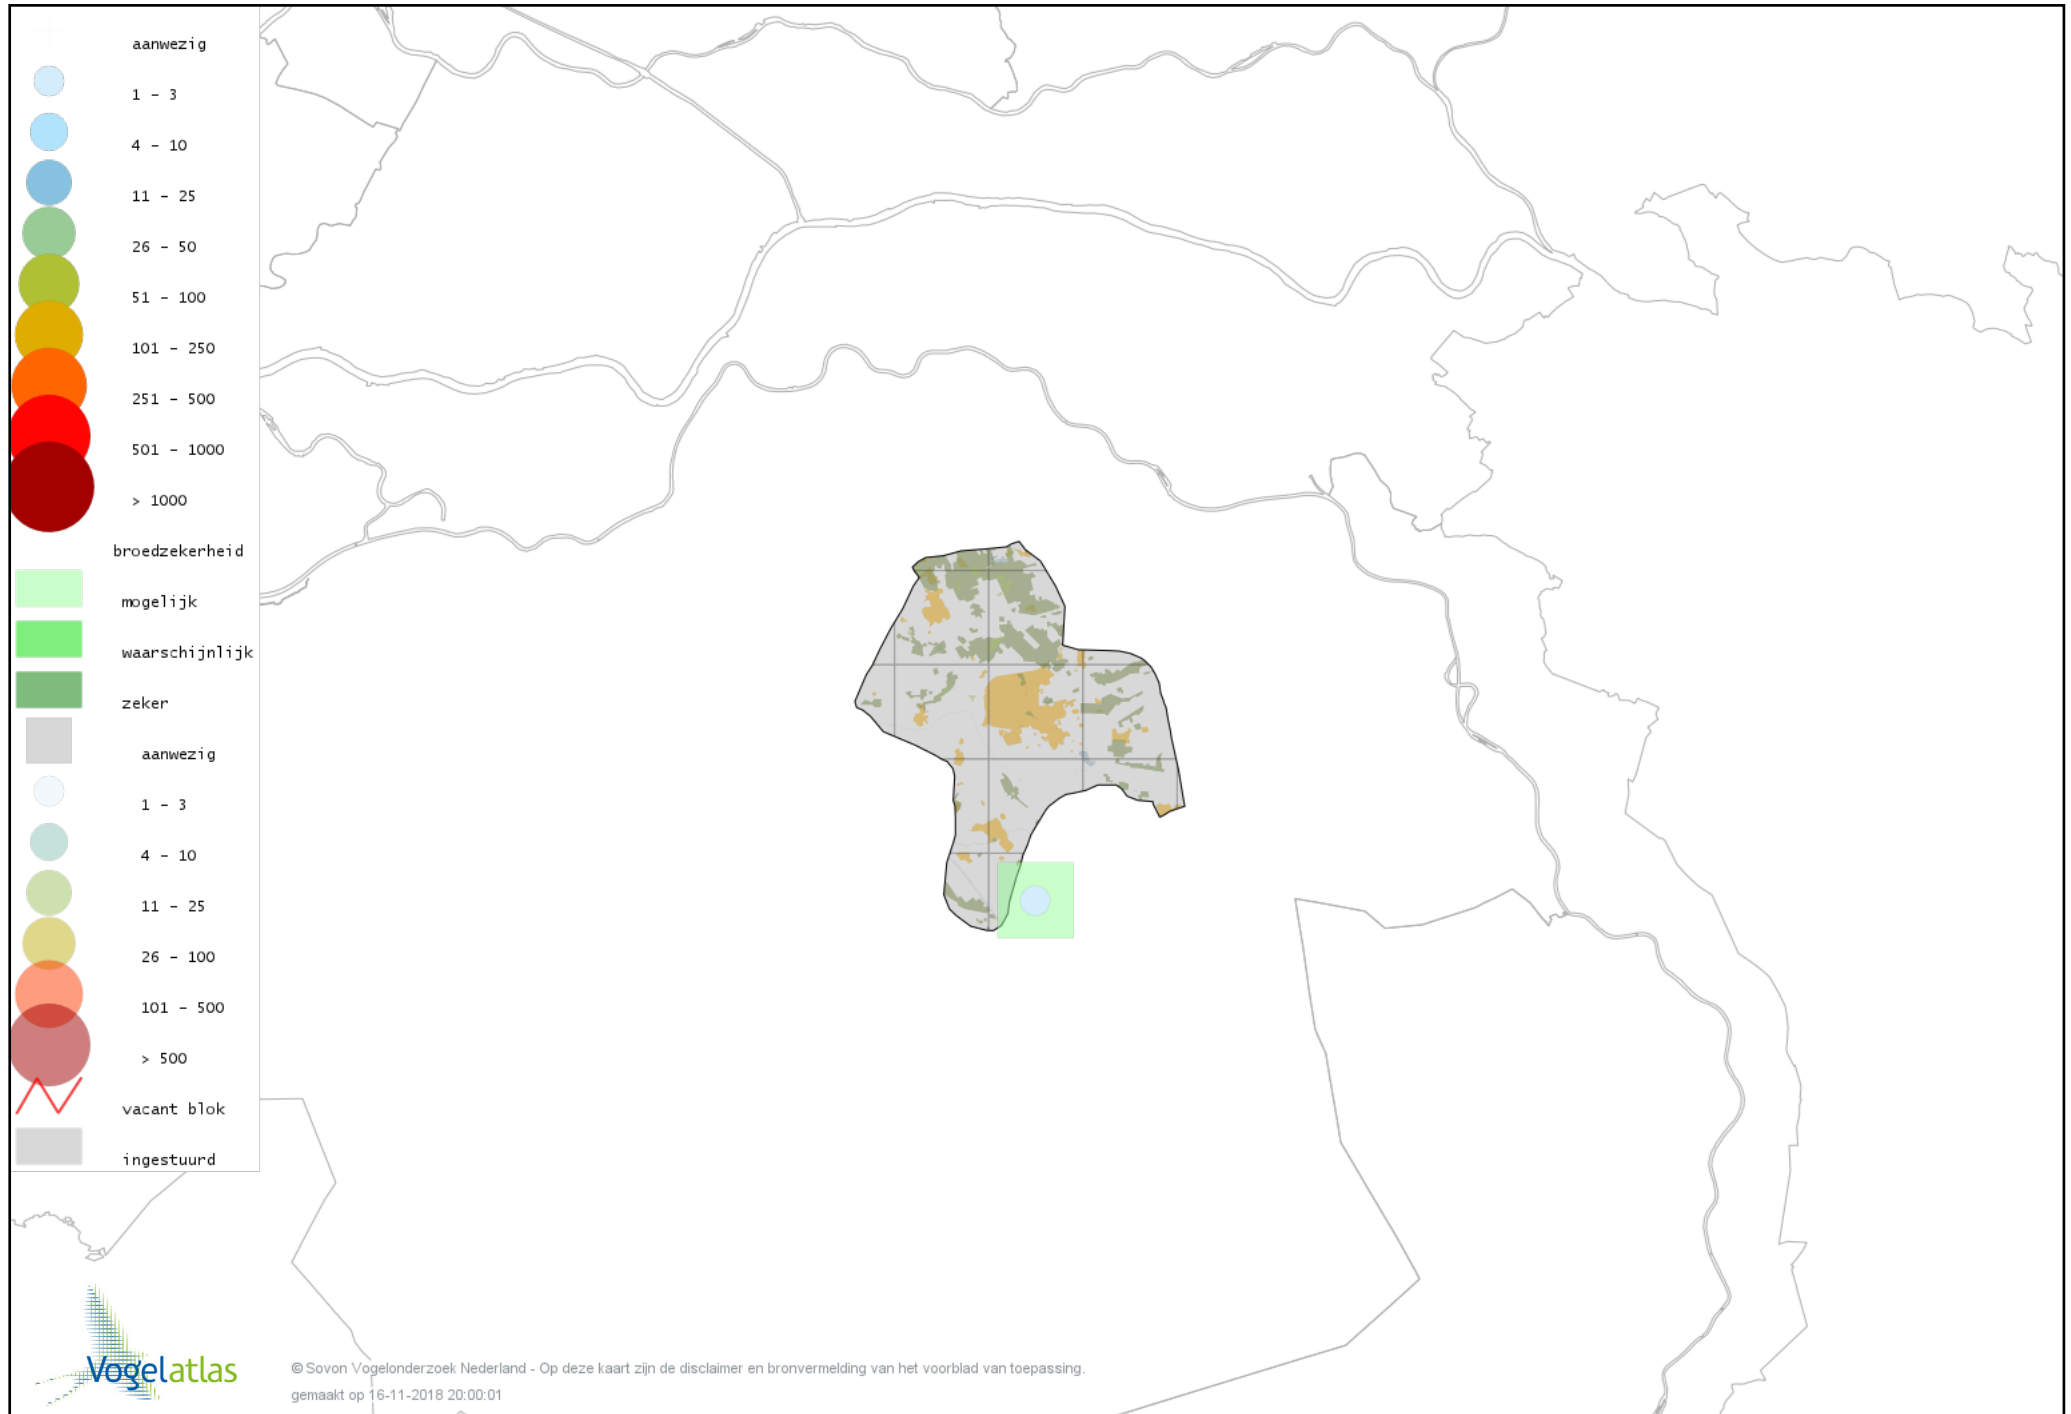 aanwezig
1 - 3
4 - 10
11 - 25
26 - 50
51 - 100
101 - 250
251 - 500
501 - 1000
> 1000
broedzekerheid
mogelijk
waarschijnlijk
zeker
aanwezig
1 - 3
4 - 10
11 - 25
26 - 100
101 - 500
> 500
vacant blok
ingestuurd
Vogelatlas
© Sovon Vogelonderzoek Nederland - Op deze kaart zijn de disclaimer en bronvermelding van het voorblad van toepassing.
gemaakt op 16-11-2018 20:00:01